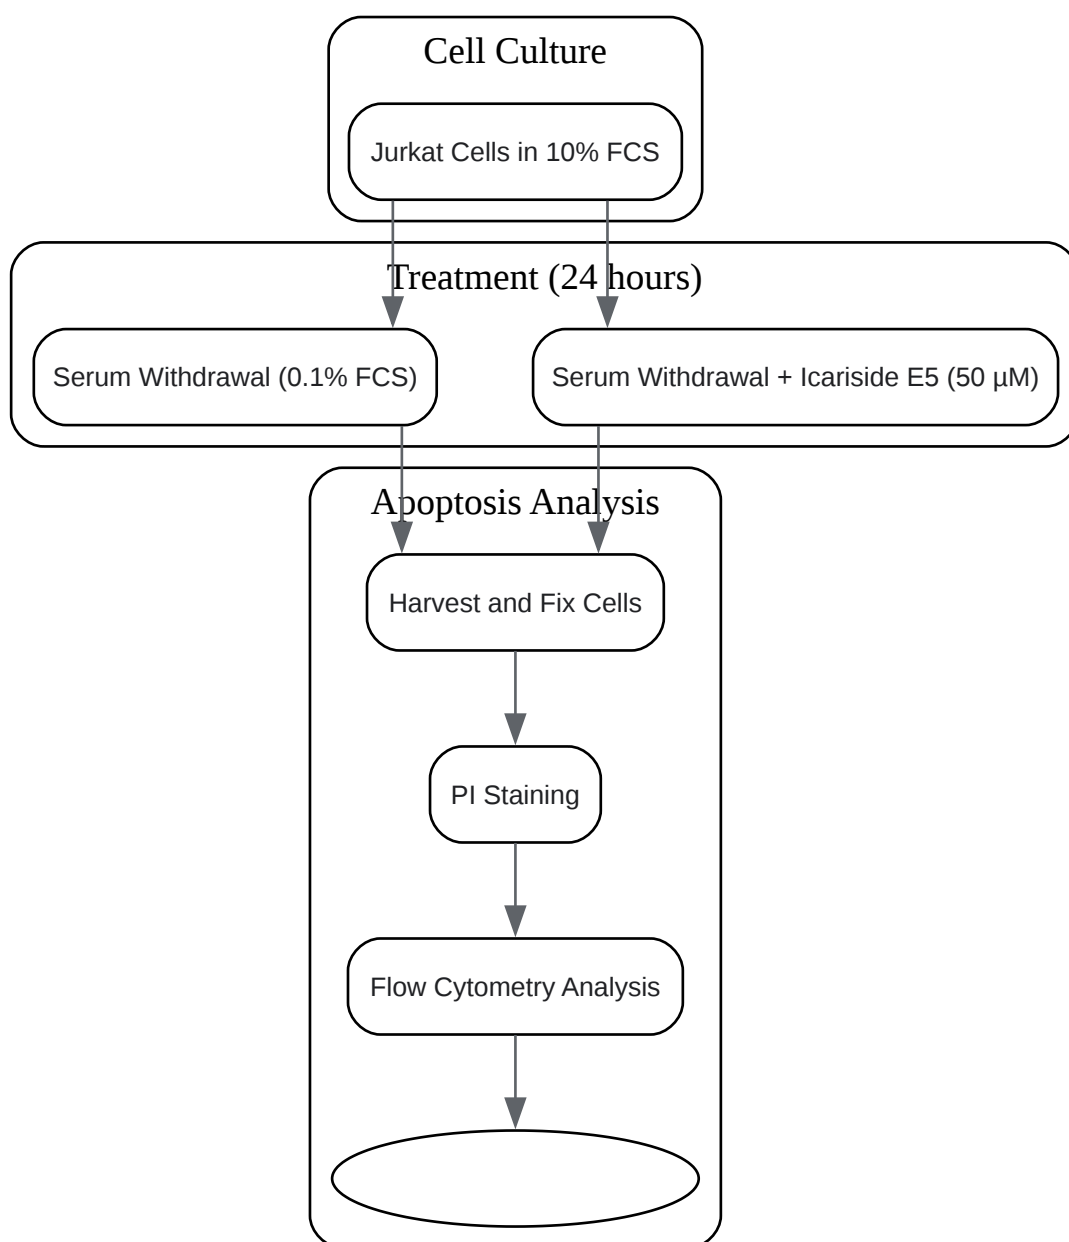 Cell Culture
Jurkat Cells in 10% FCS
Treatment (24 hours)
Serum Withdrawal (0.1% FCS)
Serum Withdrawal + Icariside E5 (50 µM)
Apoptosis Analysis
Harvest and Fix Cells
PI Staining
Flow Cytometry Analysis